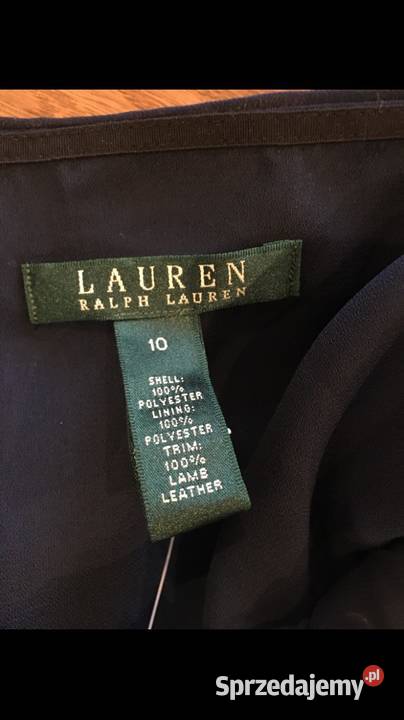 LAUREN
RALPH LAUREN
10
SHELL:
100%
POLYESTER
LINING:
100%
POLYESTER
TRIM:
100%
LAMB
LEATHER
Sprzedajemy.pl